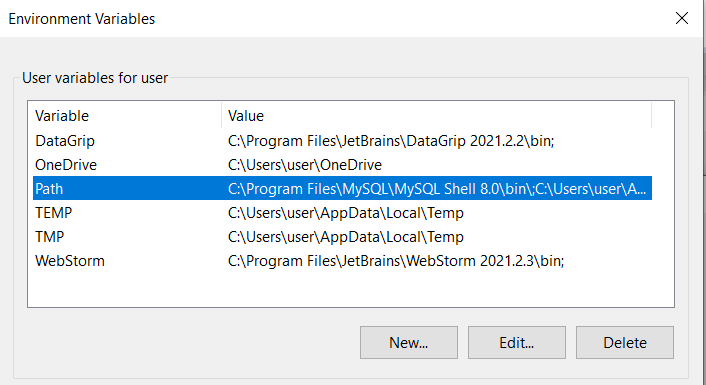 Environment Variables
User variables for user
Variable Value
DataGrip C:\Program Files\JetBrains\DataGrip 2021.2.2\bin;
OneDrive C:\Users\user\OneDrive
Path C:\Program Files\MySQL\MySQL Shell 8.0\bin\;C:\Users\user\A...
TEMP C:\Users\user\AppData\Local\Temp
TMP C:\Users\user\AppData\Local\Temp
WebStorm C:\Program Files\JetBrains\WebStorm 2021.2.3\bin;
New... Edit... Delete